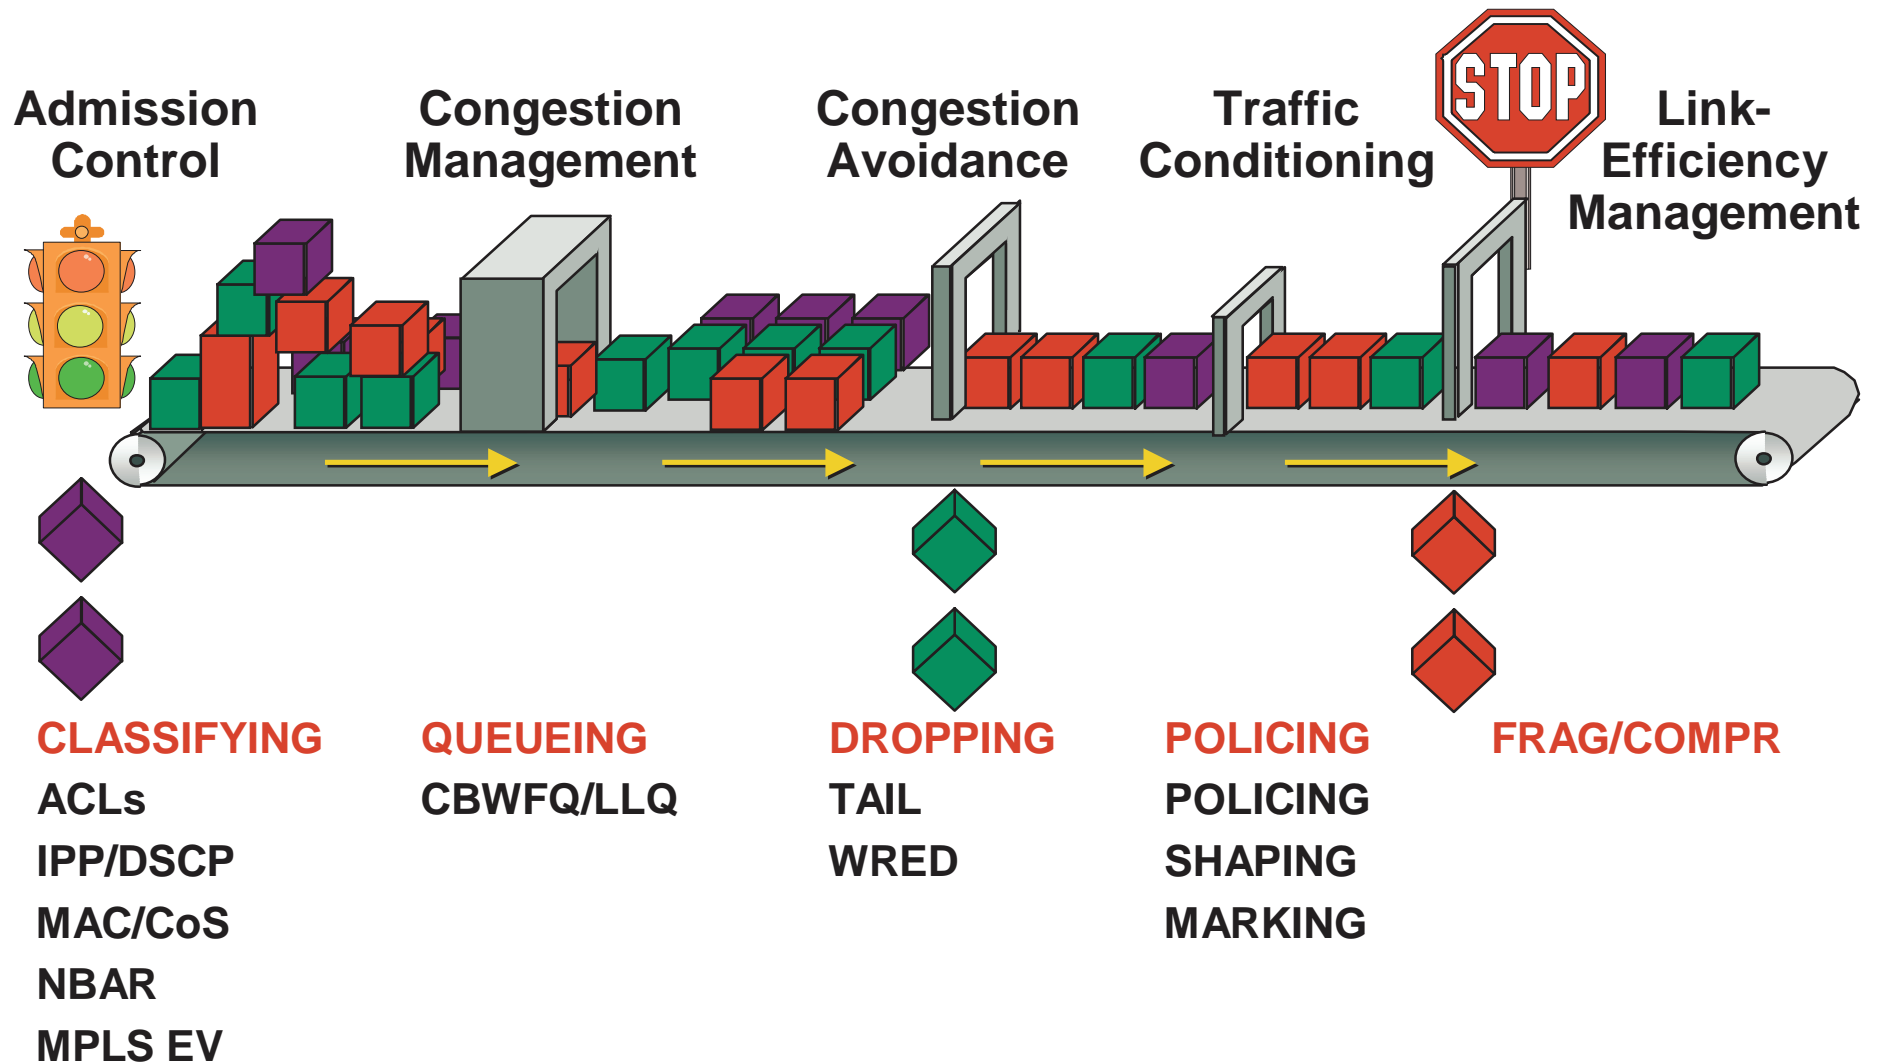 Admission
Control
Congestion
Management
Congestion
Avoidance
Traffic
Conditioning
STOP
Link-
Efficiency
Management
CLASSIFYING
ACLs
IPP/DSCP
MAC/CoS
NBAR
MPLS EV
QUEUEING
CBWFQ/LLQ
DROPPING
TAIL
WRED
POLICING
POLICING
SHAPING
MARKING
FRAG/COMPR